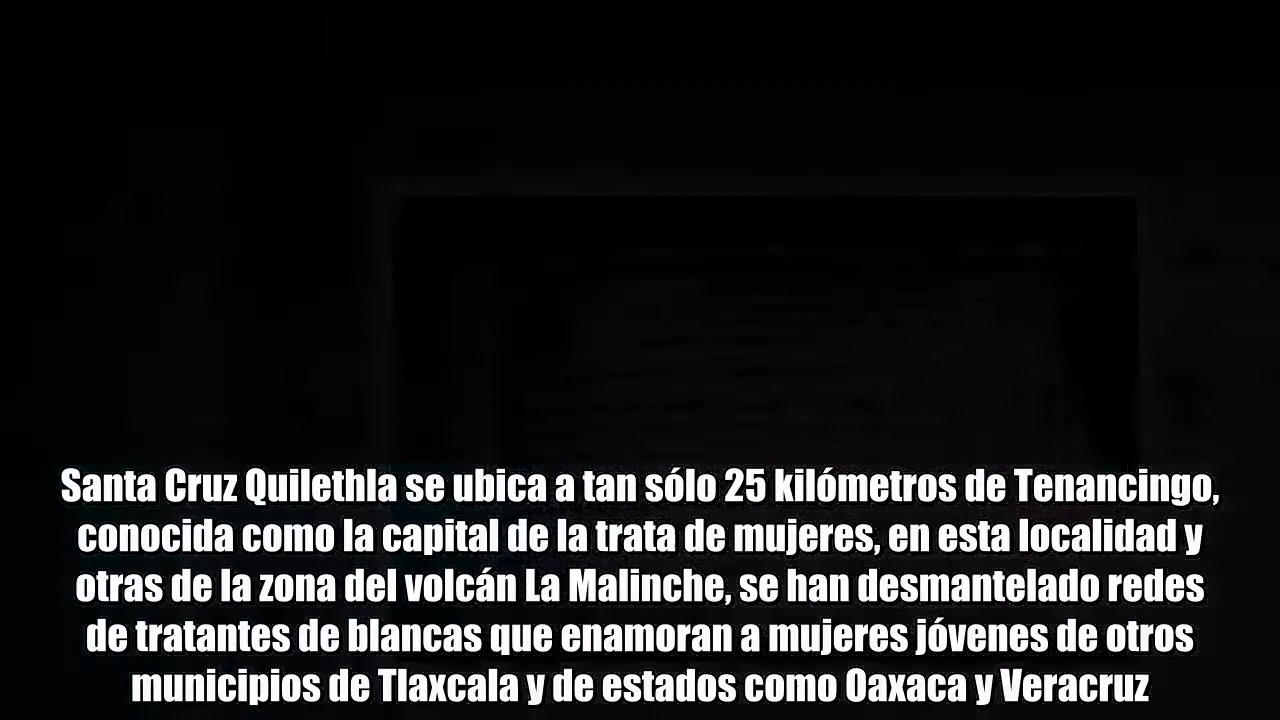 Santa Cruz Quilethla se ubica a tan sólo 25 kilómetros de Tenancingo,
conocida como la capital de la trata de mujeres, en esta localidad y
otras de la zona del volcán La Malinche, se han desmantelado redes
de tratantes de blancas que enamoran a mujeres jóvenes de otros
municipios de Tlaxcala y de estados como Oaxaca y Veracruz